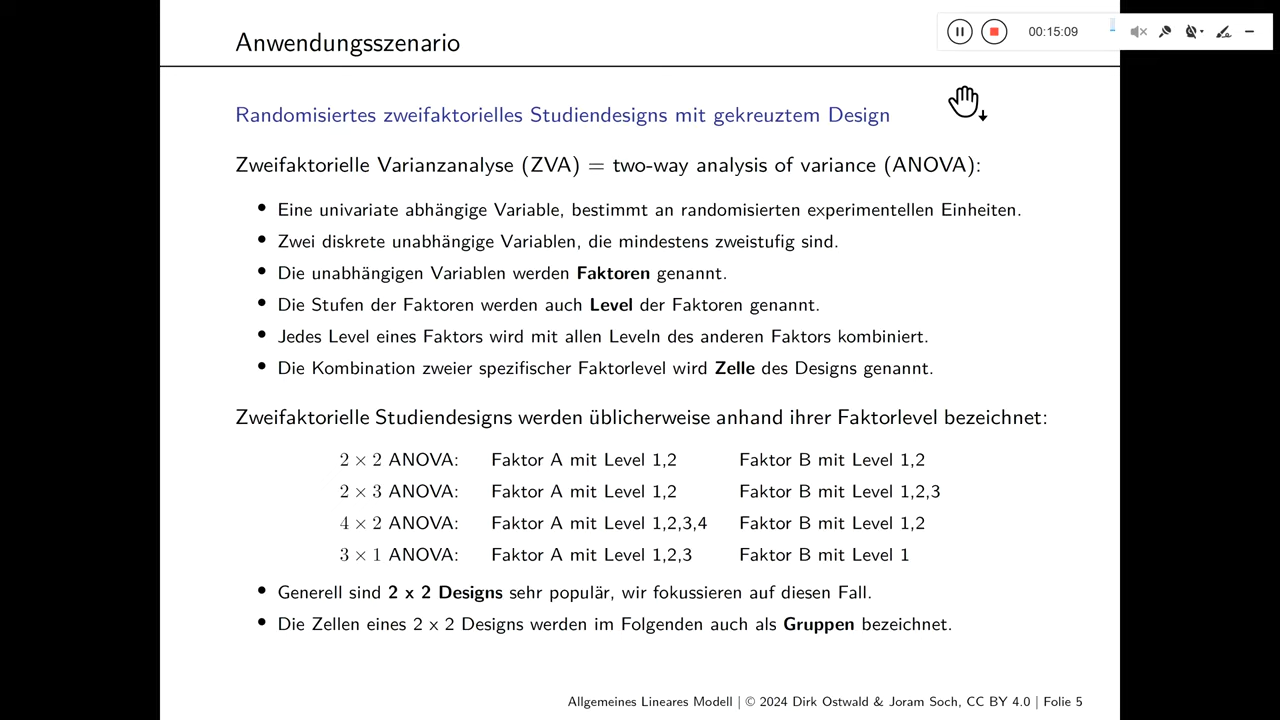 Anwendungsszenario
00:15:09
Randomisiertes zweifaktorielles Studiendesigns mit gekreuztem Design
Zweifaktorielle Varianzanalyse (ZVA) = two-way analysis of variance (ANOVA):
• Eine univariate abhängige Variable, bestimmt an randomisierten experimentellen Einheiten.
• Zwei diskrete unabhängige Variablen, die mindestens zweistufig sind.
• Die unabhängigen Variablen werden Faktoren genannt.
• Die Stufen der Faktoren werden auch Level der Faktoren genannt.
• Jedes Level eines Faktors wird mit allen Leveln des anderen Faktors kombiniert.
• Die Kombination zweier spezifischer Faktorlevel wird Zelle des Designs genannt.
Zweifaktorielle Studiendesigns werden üblicherweise anhand ihrer Faktorlevel bezeichnet:
2 × 2 ANOVA: Faktor A mit Level 1,2 Faktor B mit Level 1,2
2 × 3 ANOVA: Faktor A mit Level 1,2 Faktor B mit Level 1,2,3
4 × 2 ANOVA: Faktor A mit Level 1,2,3,4 Faktor B mit Level 1,2
3 × 1 ANOVA: Faktor A mit Level 1,2,3 Faktor B mit Level 1
• Generell sind 2 x 2 Designs sehr populär, wir fokussieren auf diesen Fall.
• Die Zellen eines 2 x 2 Designs werden im Folgenden auch als Gruppen bezeichnet.
Allgemeines Lineares Modell | © 2024 Dirk Ostwald & Joram Soch, CC BY 4.0 | Folie 5